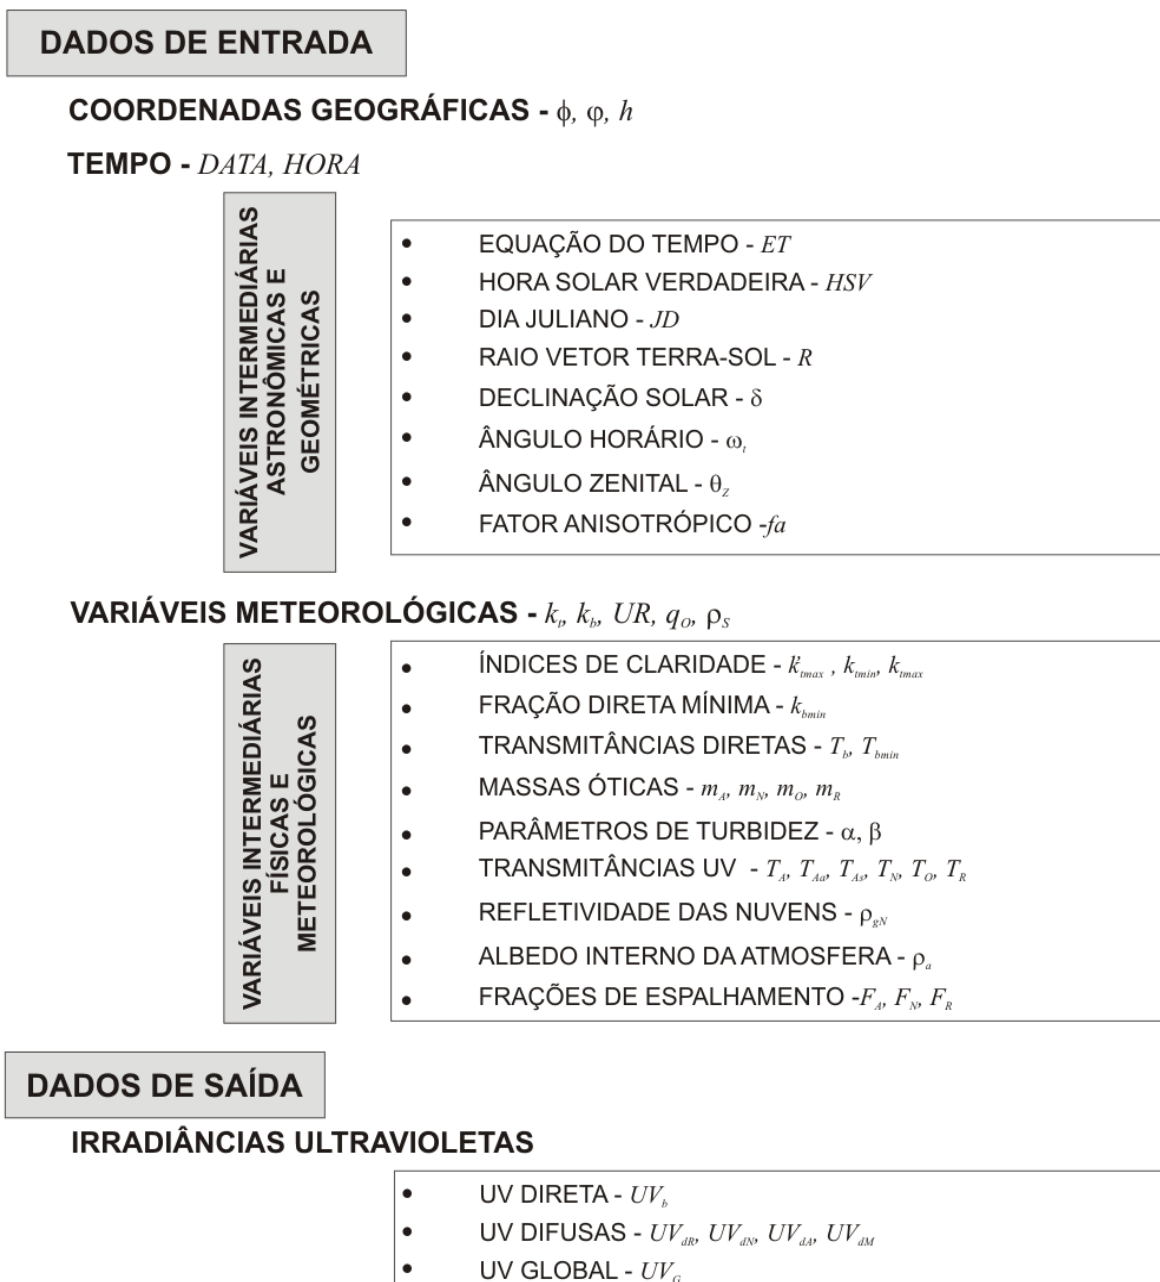 DADOS DE ENTRADA
COORDENADAS GEOGRÁFICAS - ϕ, φ, h
TEMPO - DATA, HORA
VARIÁVEIS INTERMEDIÁRIAS
ASTRONÔMICAS E
GEOMÉTRICAS
• EQUAÇÃO DO TEMPO - ET
• HORA SOLAR VERDADEIRA - HSV
• DIA JULIANO - JD
• RAIO VETOR TERRA-SOL - R
• DECLINAÇÃO SOLAR - δ
• ÂNGULO HORÁRIO - ωt
• ÂNGULO ZENITAL - θZ
• FATOR ANISOTRÓPICO -fa
VARIÁVEIS METEOROLÓGICAS - kt, kb, UR, qO, ρS
VARIÁVEIS INTERMEDIÁRIAS
FÍSICAS E
METEOROLÓGICAS
• ÍNDICES DE CLARIDADE - k'tmax , ktmin, ktmax
• FRAÇÃO DIRETA MÍNIMA - kbmin
• TRANSMITÂNCIAS DIRETAS - Tb, Tbmin
• MASSAS ÓTICAS - mA, mN, mO, mR
• PARÂMETROS DE TURBIDEZ - α, β
• TRANSMITÂNCIAS UV - TA, TAa, TAs, TN, TO, TR
• REFLETIVIDADE DAS NUVENS - ρgN
• ALBEDO INTERNO DA ATMOSFERA - ρa
• FRAÇÕES DE ESPALHAMENTO -FA, FN, FR
DADOS DE SAÍDA
IRRADIÂNCIAS ULTRAVIOLETAS
• UV DIRETA - UVb
• UV DIFUSAS - UVdR, UVdN, UVdA, UVdM
• UV GLOBAL - UVG